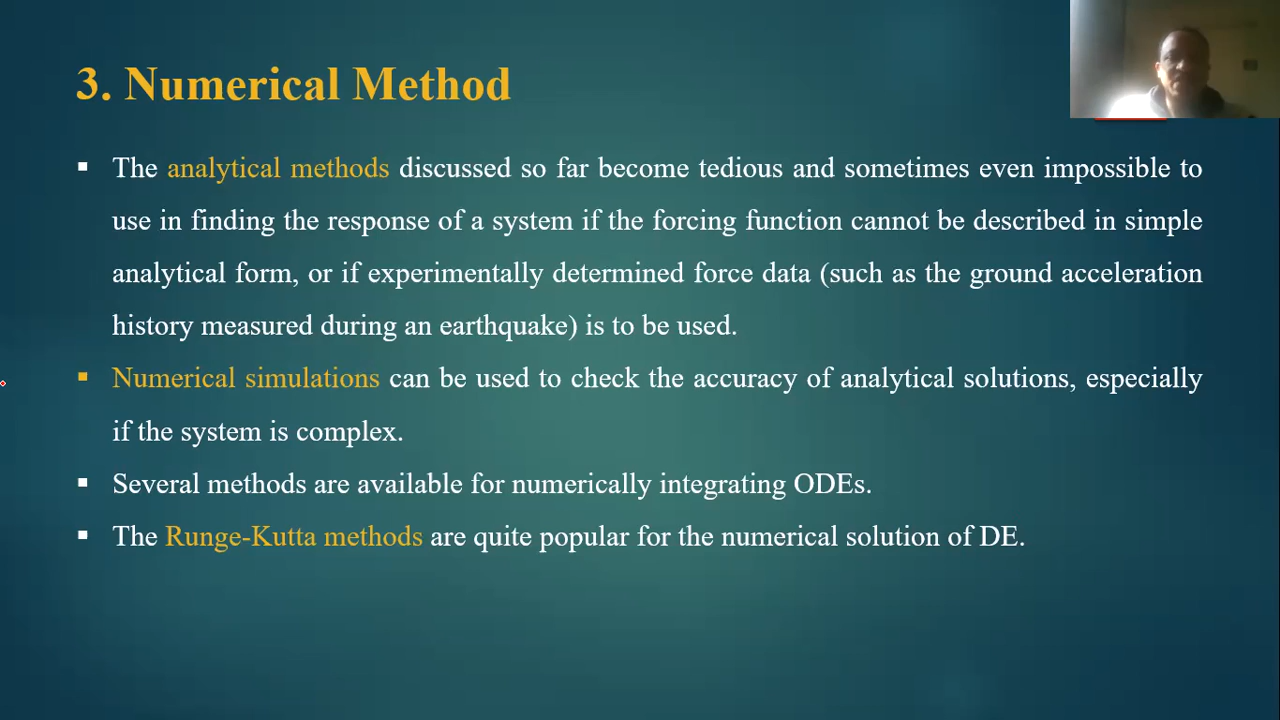 3. Numerical Method
▪ The analytical methods discussed so far become tedious and sometimes even impossible to
use in finding the response of a system if the forcing function cannot be described in simple
analytical form, or if experimentally determined force data (such as the ground acceleration
history measured during an earthquake) is to be used.
▪ Numerical simulations can be used to check the accuracy of analytical solutions, especially
if the system is complex.
▪ Several methods are available for numerically integrating ODEs.
▪ The Runge-Kutta methods are quite popular for the numerical solution of DE.